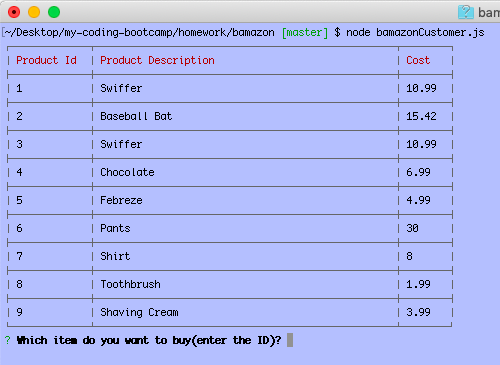 bam
[~/Desktop/my-coding-bootcamp/homework/bamazon [master] $ node bamazonCustomer.js
Product Id Product Description Cost
1 Swiffer 10.99
2 Baseball Bat 15.42
3 Swiffer 10.99
4 Chocolate 6.99
5 Febreze 4.99
6 Pants 30
7 Shirt 8
8 Toothbrush 1.99
9 Shaving Cream 3.99
? Which item do you want to buy(enter the ID)?